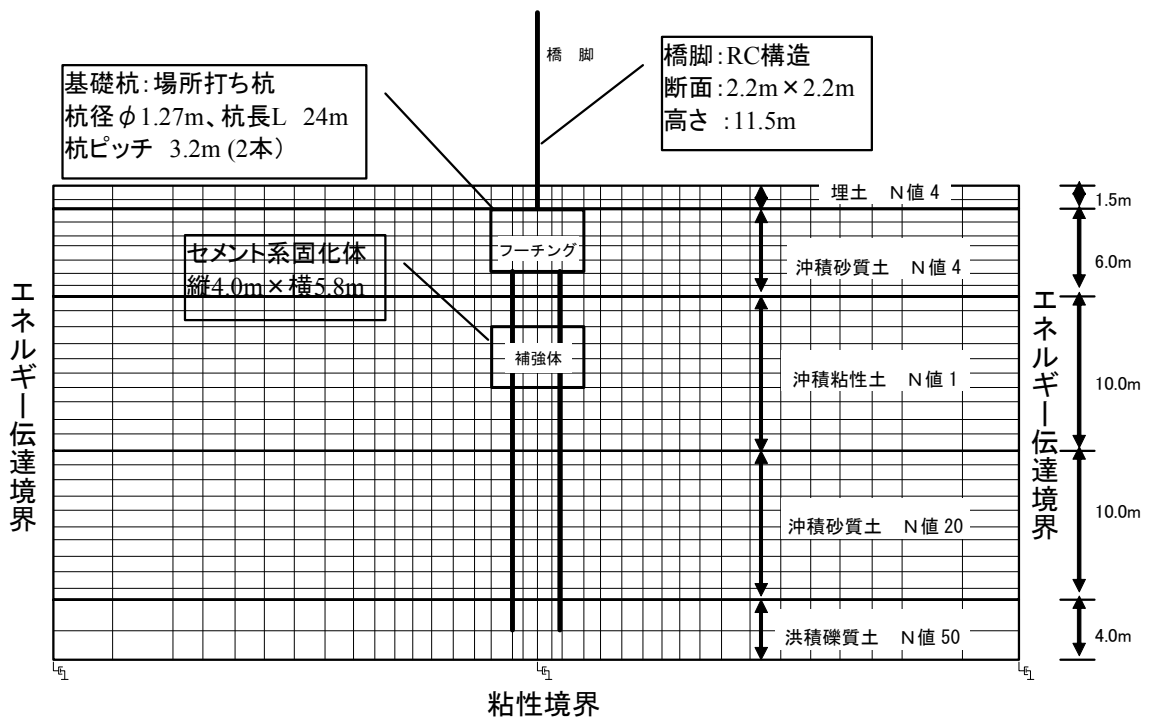 橋 脚
橋脚:RC構造
断面:2.2m×2.2m
高さ :11.5m
基礎杭:場所打ち杭
杭径φ1.27m、杭長L 24m
杭ピッチ 3.2m (2本)
埋土 N値 4
1.5m
フーチング
セメント系固化体
縦4.0m×横5.8m
沖積砂質土 N値 4
6.0m
エネルギー伝達境界
エネルギー伝達境界
補強体
沖積粘性土 N値 1
10.0m
沖積砂質土 N値 20
10.0m
洪積礫質土 N値 50
4.0m
粘性境界